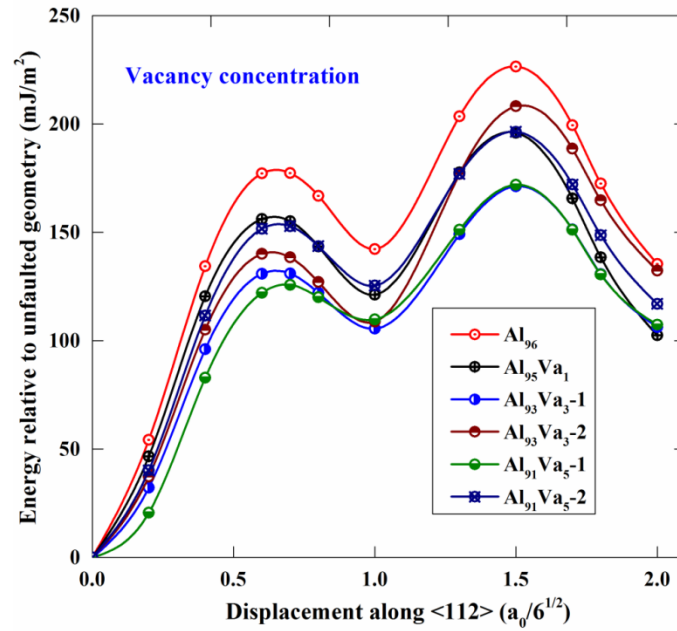 250
200
150
100
50
0
Energy relative to unfaulted geometry (mJ/m²)
Vacancy concentration
Al₉₆
Al₉₅Va₁
Al₉₃Va₃-1
Al₉₃Va₃-2
Al₉₁Va₅-1
Al₉₁Va₅-2
0.0 0.5 1.0 1.5 2.0
Displacement along <112> (a₀/6¹ᐟ²)